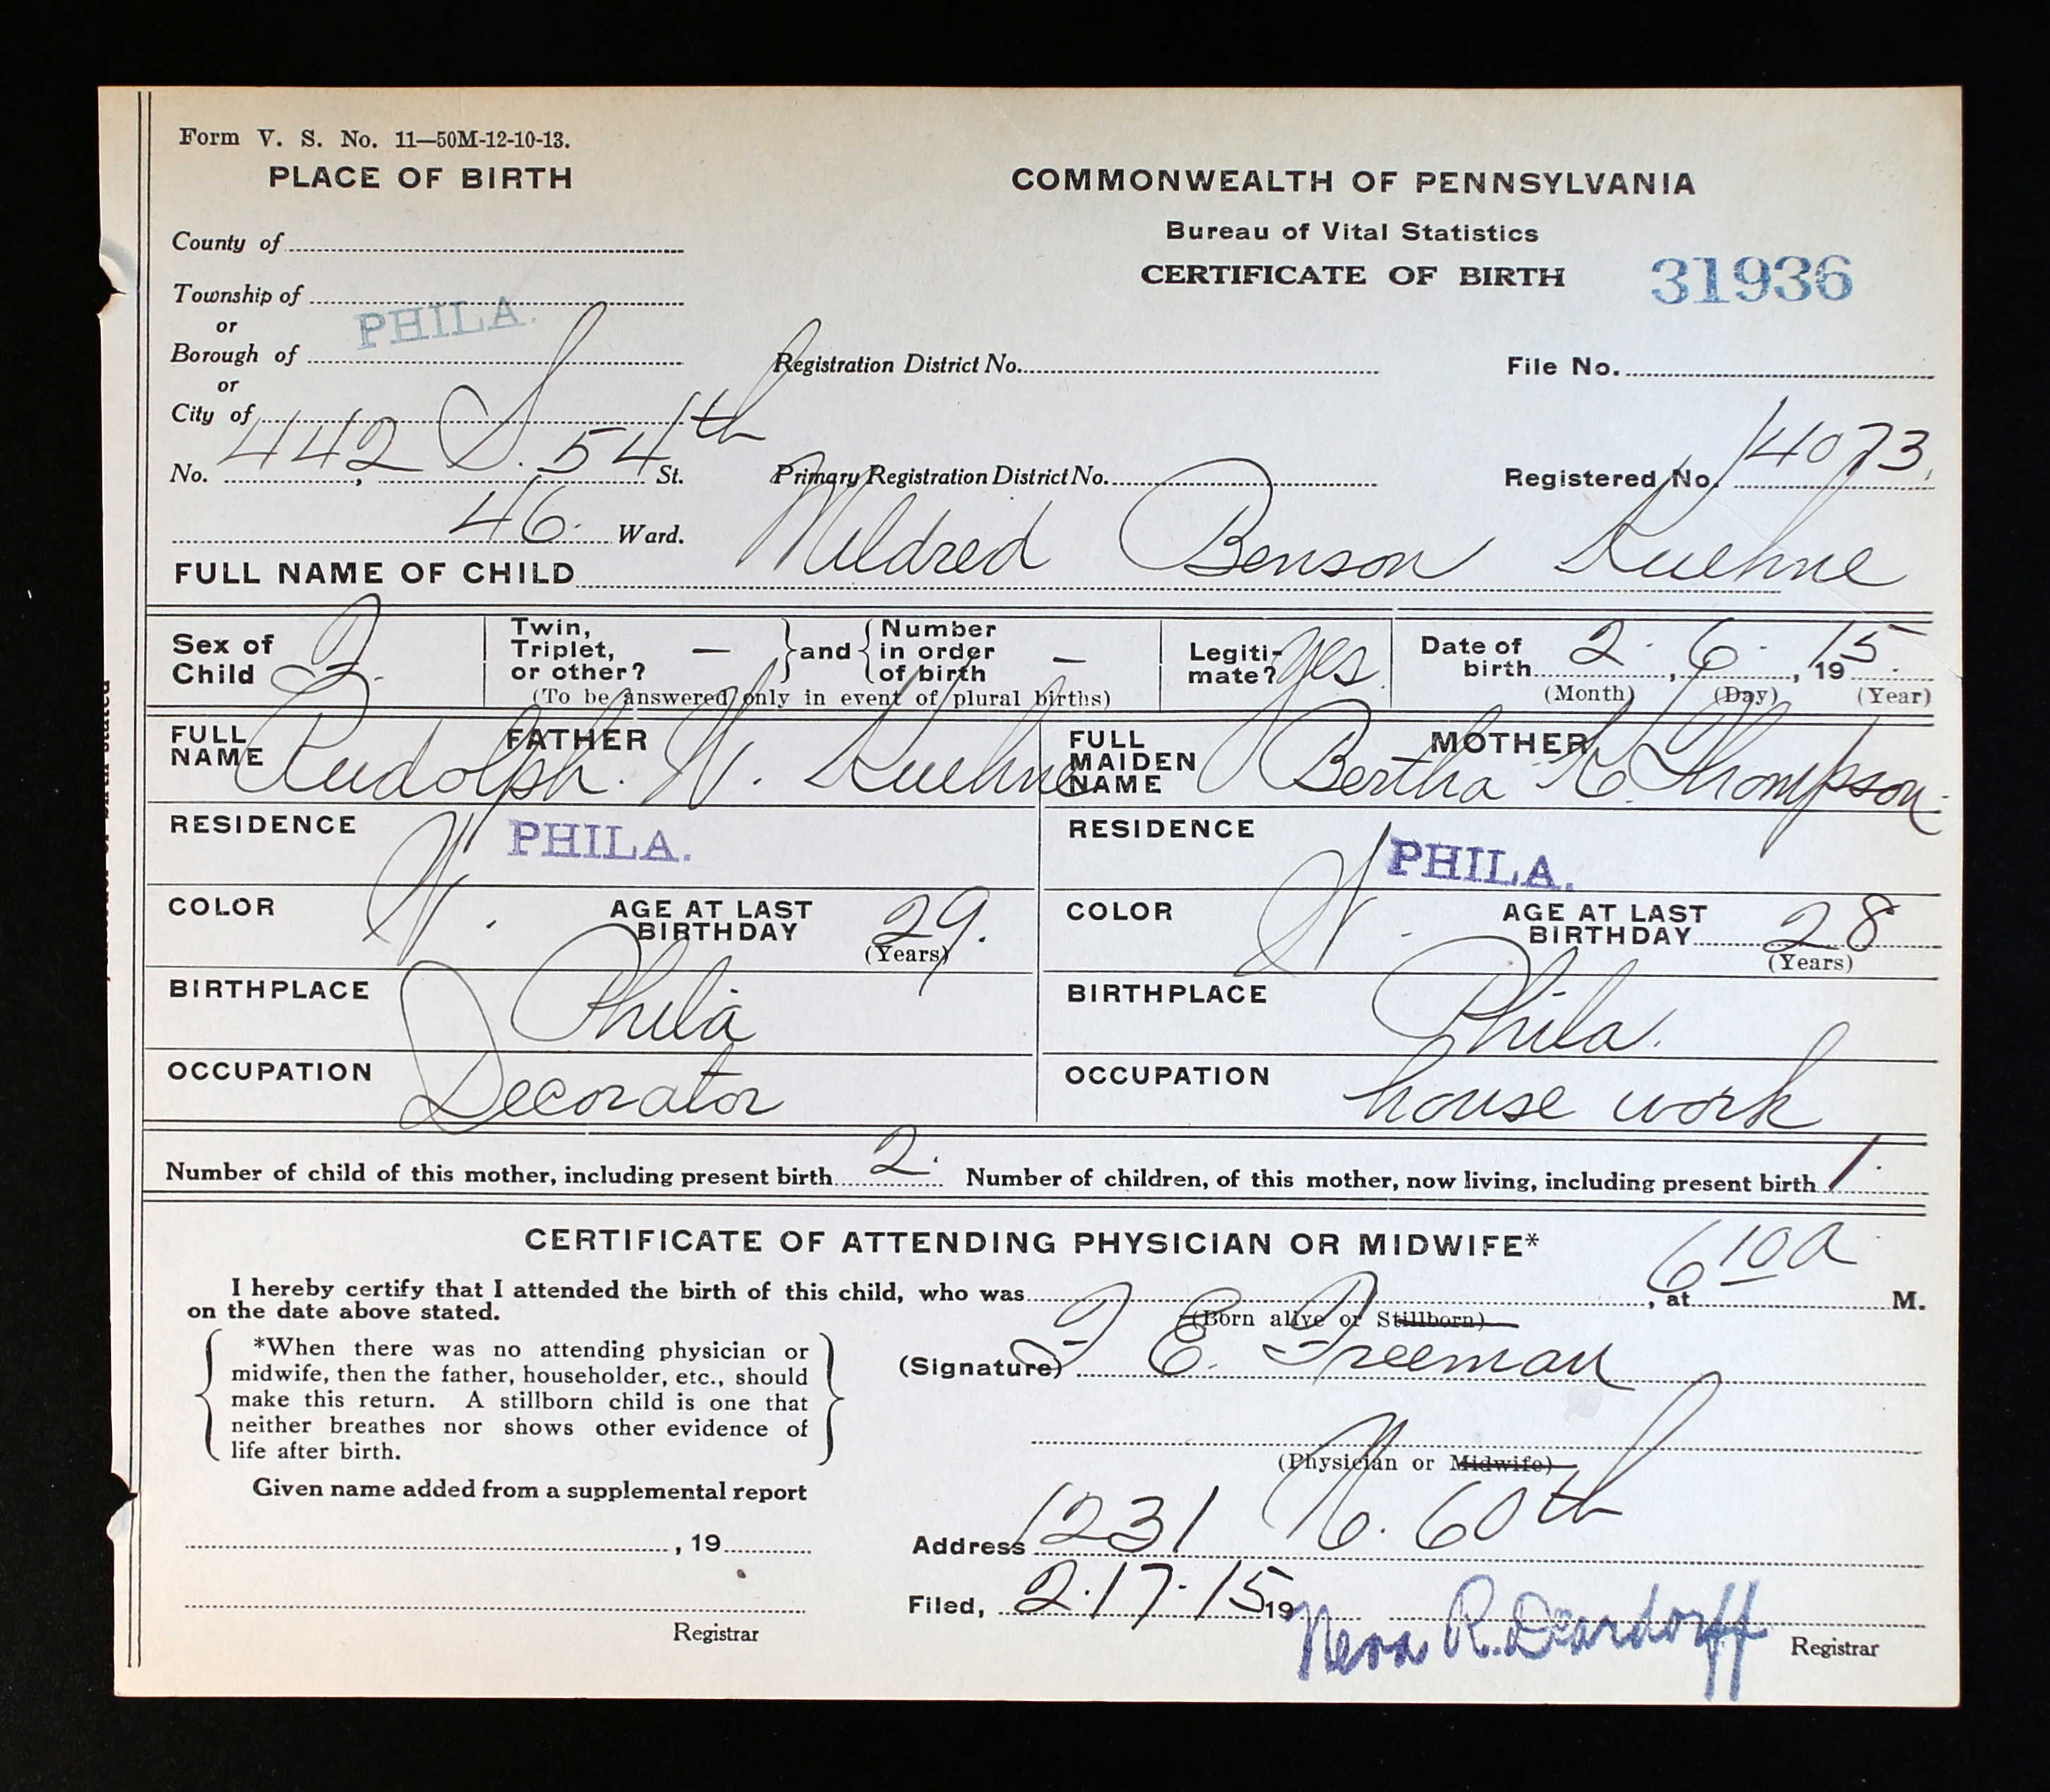 Form V. S. No. 11—50M-12-10-13.
PLACE OF BIRTH
County of
Township of
or
PHILA.
Borough of
or
City of
No. 442 S. 54th St.
46. Ward.
COMMONWEALTH OF PENNSYLVANIA
Bureau of Vital Statistics
CERTIFICATE OF BIRTH
31936
Registration District No.
File No.
Primary Registration District No.
Registered No. 14073.
FULL NAME OF CHILD Mildred Benson Kuehne
Sex of Child F.
Twin, Triplet, or other? —
and
Number in order of birth —
(To be answered only in event of plural births)
Legiti-mate? yes.
Date of birth 2. 6. , 1915.
(Month) (Day) (Year)
FATHER
FULL NAME Rudolph. W. Kuehne
RESIDENCE PHILA.
COLOR W.
AGE AT LAST BIRTHDAY 29.
(Years)
BIRTHPLACE Phila
OCCUPATION Decorator
MOTHER
FULL MAIDEN NAME Bertha K. Thompson
RESIDENCE PHILA.
COLOR W.
AGE AT LAST BIRTHDAY 28
(Years)
BIRTHPLACE Phila.
OCCUPATION house work
Number of child of this mother, including present birth 2. Number of children, of this mother, now living, including present birth 1.
CERTIFICATE OF ATTENDING PHYSICIAN OR MIDWIFE*
I hereby certify that I attended the birth of this child, who was , at 6 10 a M.
on the date above stated.
(Born alive or Stillborn)
*When there was no attending physician or
midwife, then the father, householder, etc., should
make this return. A stillborn child is one that
neither breathes nor shows other evidence of
life after birth.
(Signature) F E. Freeman
(Physician or Midwife)
Given name added from a supplemental report
, 19
Registrar
Address 1231 N. 60th
Filed, 2.17.15 19
Neva R. Deardorff Registrar